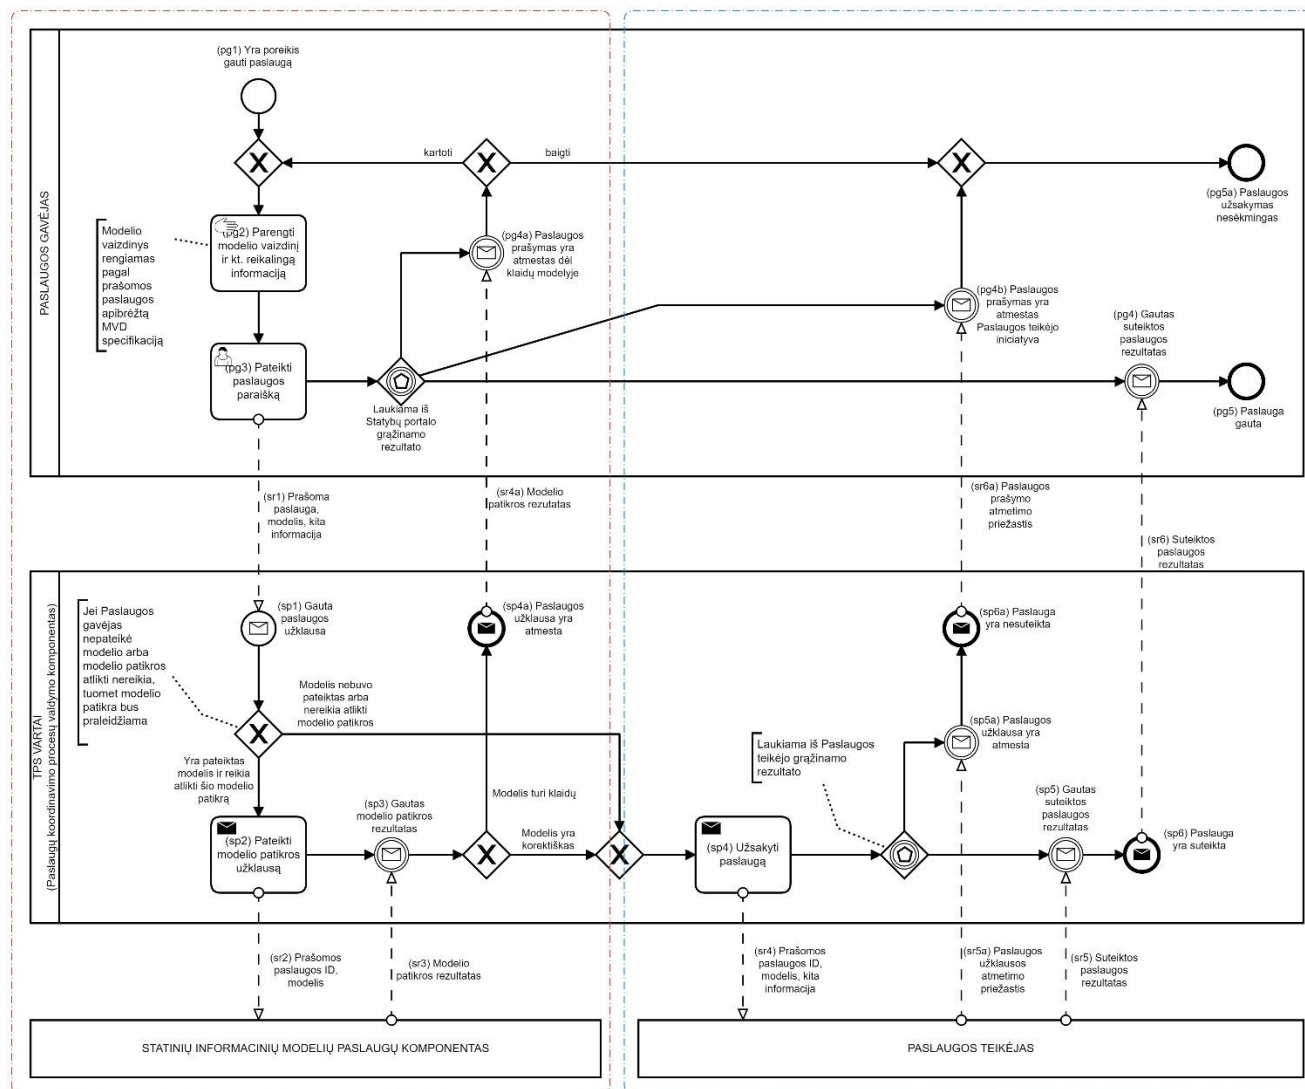 (pg1) Yra poreikis
gauti paslaugą
kartoti
baigti
(pg5a) Paslaugos
užsakymas
nesėkmingas
PASLAUGOS GAVĖJAS
Modelio
vaizdinys
rengiamas
pagal
prašomos
paslaugos
apibrėžtą
MVD
specifikaciją
(pg2) Parengti
modelio vaizdinį
ir kt. reikalingą
informaciją
(pg4a) Paslaugos
prašymas yra
atmestas dėl
klaidų modelyje
(pg4b) Paslaugos
prašymas yra
atmestas
Paslaugos teikėjo
iniciatyva
(pg4) Gautas
suteiktos
paslaugos
rezultatas
(pg3) Pateikti
paslaugos
paraišką
Laukiama iš
Statybų portalo
grąžinamo
rezultato
(pg5) Paslauga
gauta
(sr1) Prašoma
paslauga,
modelis, kita
informacija
(sr4a) Modelio
patikros rezutatas
(sr6a) Paslaugos
prašymo
atmetimo
priežastis
(sr6) Suteiktos
paslaugos
rezultatas
TPS VARTAI
(Paslaugų koordinavimo procesų valdymo komponentas)
Jei Paslaugos
gavėjas
nepateikė
modelio arba
modelio patikros
atlikti nereikia,
tuomet modelio
patikra bus
praleidžiama
(sp1) Gauta
paslaugos
užklausa
(sp4a) Paslaugos
užklausa yra
atmesta
(sp6a) Paslauga
yra nesuteikta
Modelis nebuvo
pateiktas arba
nereikia atlikti
modelio patikros
Yra pateiktas
modelis ir reikia
atlikti šio modelio
patikrą
Laukiama iš Paslaugos
teikėjo grąžinamo
rezultato
(sp5a) Paslaugos
užklausa yra
atmesta
(sp2) Pateikti
modelio patikros
užklausą
(sp3) Gautas
modelio patikros
rezultatas
Modelis turi klaidų
Modelis yra
korektiškas
(sp4) Užsakyti
paslaugą
(sp5) Gautas
suteiktos
paslaugos
rezultatas
(sp6) Paslauga
yra suteikta
(sr2) Prašomos
paslaugos ID,
modelis
(sr3) Modelio
patikros rezultatas
(sr4) Prašomos
paslaugos ID,
modelis, kita
informacija
(sr5a) Paslaugos
užklausos
atmetimo
priežastis
(sr5) Suteiktos
paslaugos
rezultatas
STATINIŲ INFORMACINIŲ MODELIŲ PASLAUGŲ KOMPONENTAS
PASLAUGOS TEIKĖJAS